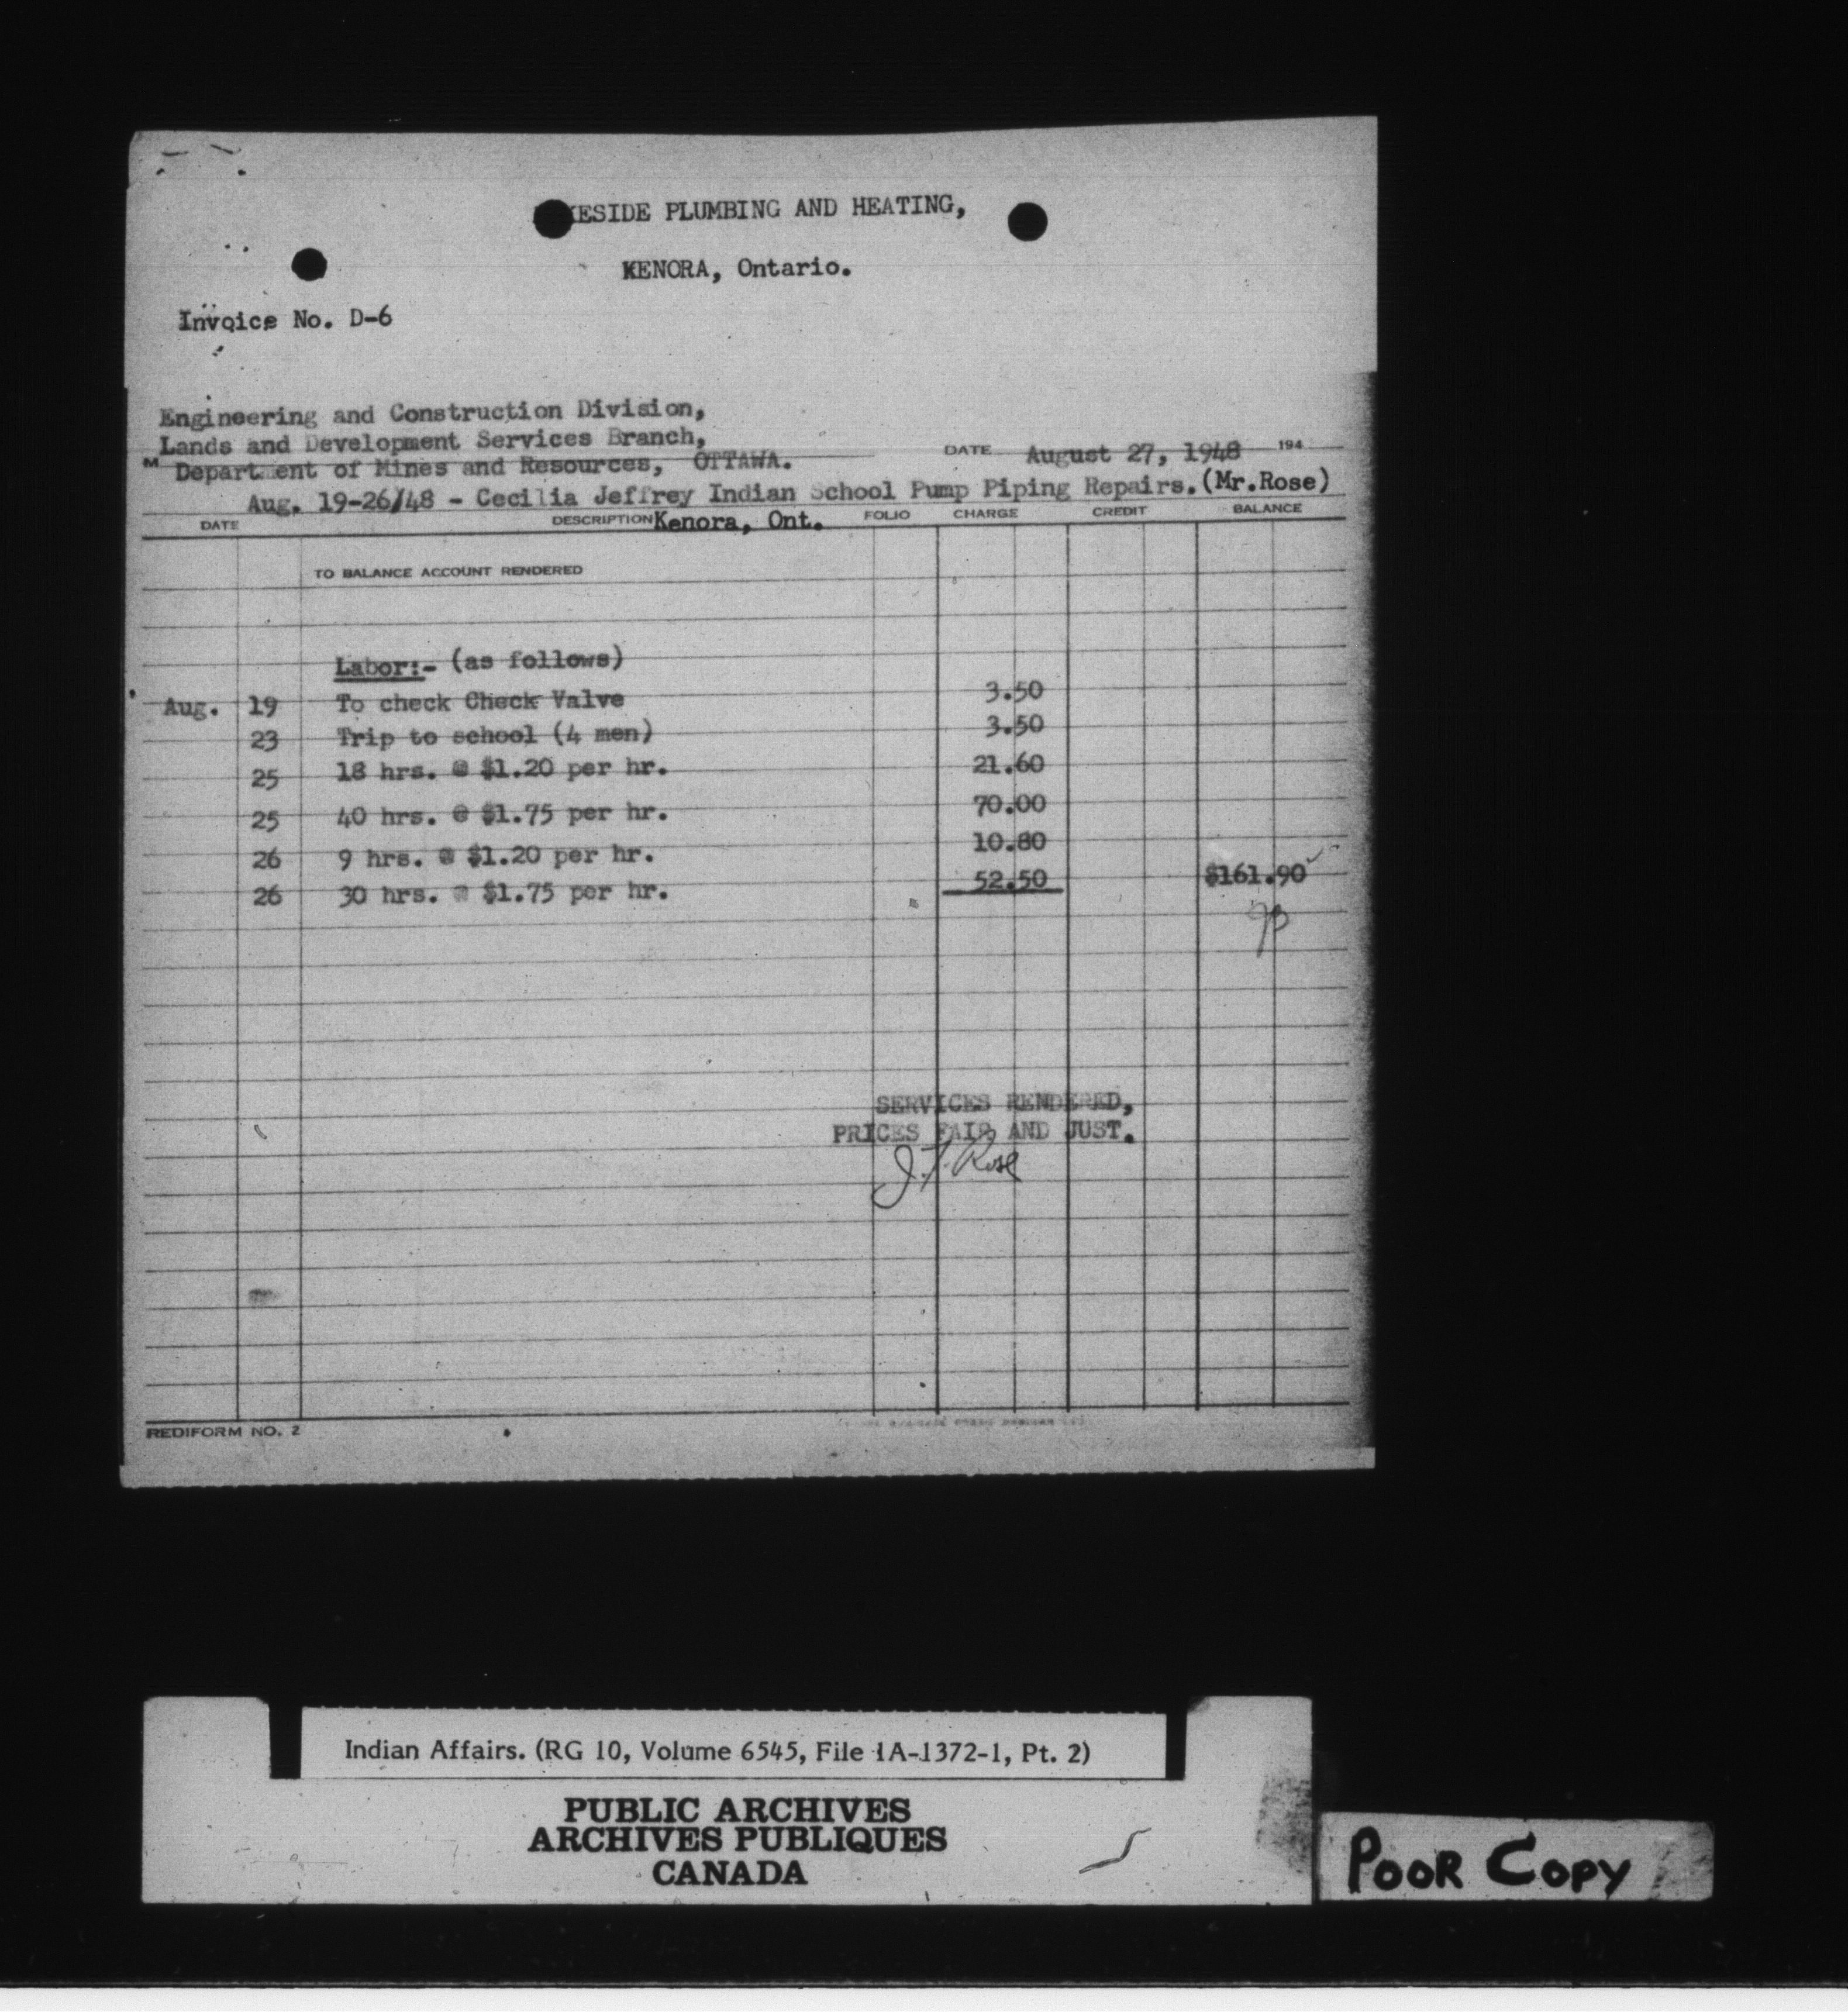 KESIDE PLUMBING AND HEATING,
KENORA, Ontario.
Invoice No. D-6
Engineering and Construction Division,
Lands and Development Services Branch,
M Department of Mines and Resources, OTTAWA.
DATE August 27, 1948 194
Aug. 19-26/48 - Cecilia Jeffrey Indian School Pump Piping Repairs. (Mr.Rose)
DATE DESCRIPTION Kenora, Ont. FOLIO CHARGE CREDIT BALANCE
TO BALANCE ACCOUNT RENDERED
Labor:- (as follows)
Aug. 19 To check Check Valve 3.50
23 Trip to school (4 men) 3.50
25 18 hrs. @ $1.20 per hr. 21.60
25 40 hrs. @ $1.75 per hr. 70.00
26 9 hrs. @ $1.20 per hr. 10.80
26 30 hrs. @ $1.75 per hr. 52.50 $161.90
SERVICES RENDERED,
PRICES FAIR AND JUST.
J.F. Rose
REDIFORM NO. 2
Indian Affairs. (RG 10, Volume 6545, File 1A-1372-1, Pt. 2)
PUBLIC ARCHIVES
ARCHIVES PUBLIQUES
CANADA
POOR COPY